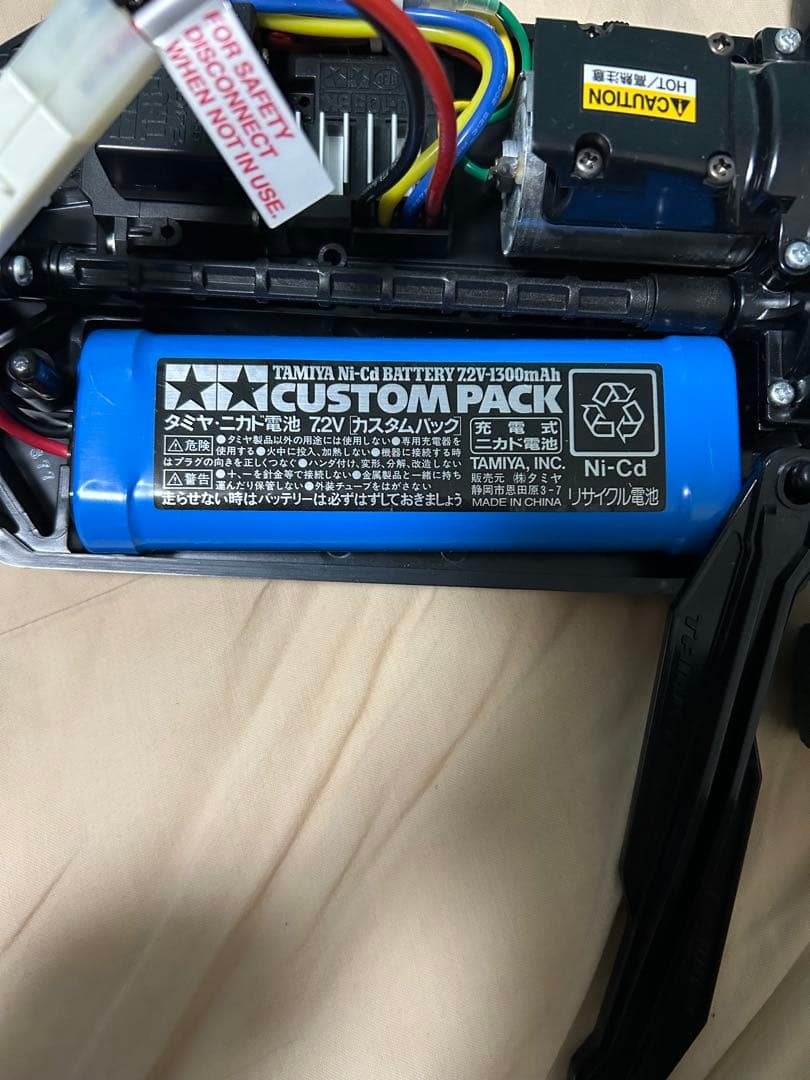 FOR SAFETY
DISCONNECT
WHEN NOT IN USE.
⚠CAUTION
HOT/高熱注意
TAMIYA Ni-Cd BATTERY 7.2V-1300mAh
CUSTOM PACK
タミヤ・ニカド電池 7.2V カスタムパック
充電式
ニカド電池
⚠危険 ●タミヤ製品以外の用途には使用しない●専用充電器を
使用する●火中に投入、加熱しない●機器に接続する時
はプラグの向きを正しくつなぐ●ハンダ付け、変形、分解、改造しない
⚠警告 ●+、-を針金等で接続しない●金属製品と一緒に持ち
運んだり保管しない●外装チューブをはがさない
走らせない時はバッテリーは必ずはずしておきましょう
TAMIYA, INC.
販売元 (株)タミヤ
静岡市恩田原3-7
MADE IN CHINA
Ni-Cd
リサイクル電池